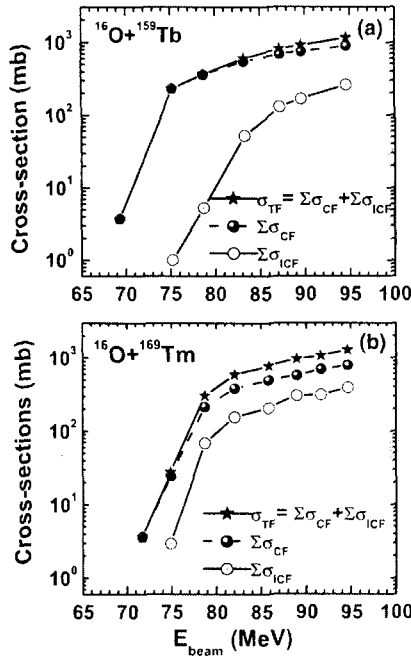 ¹⁶O+¹⁵⁹Tb
(a)
Cross-section (mb)
10³
10²
10¹
10⁰
σTF= ΣσCF+ΣσICF
ΣσCF
ΣσICF
65 70 75 80 85 90 95 100
¹⁶O+¹⁶⁹Tm
(b)
Cross-sections (mb)
10³
10²
10¹
10⁰
σTF = ΣσCF + ΣσICF
ΣσCF
ΣσICF
65 70 75 80 85 90 95 100
Ebeam (MeV)